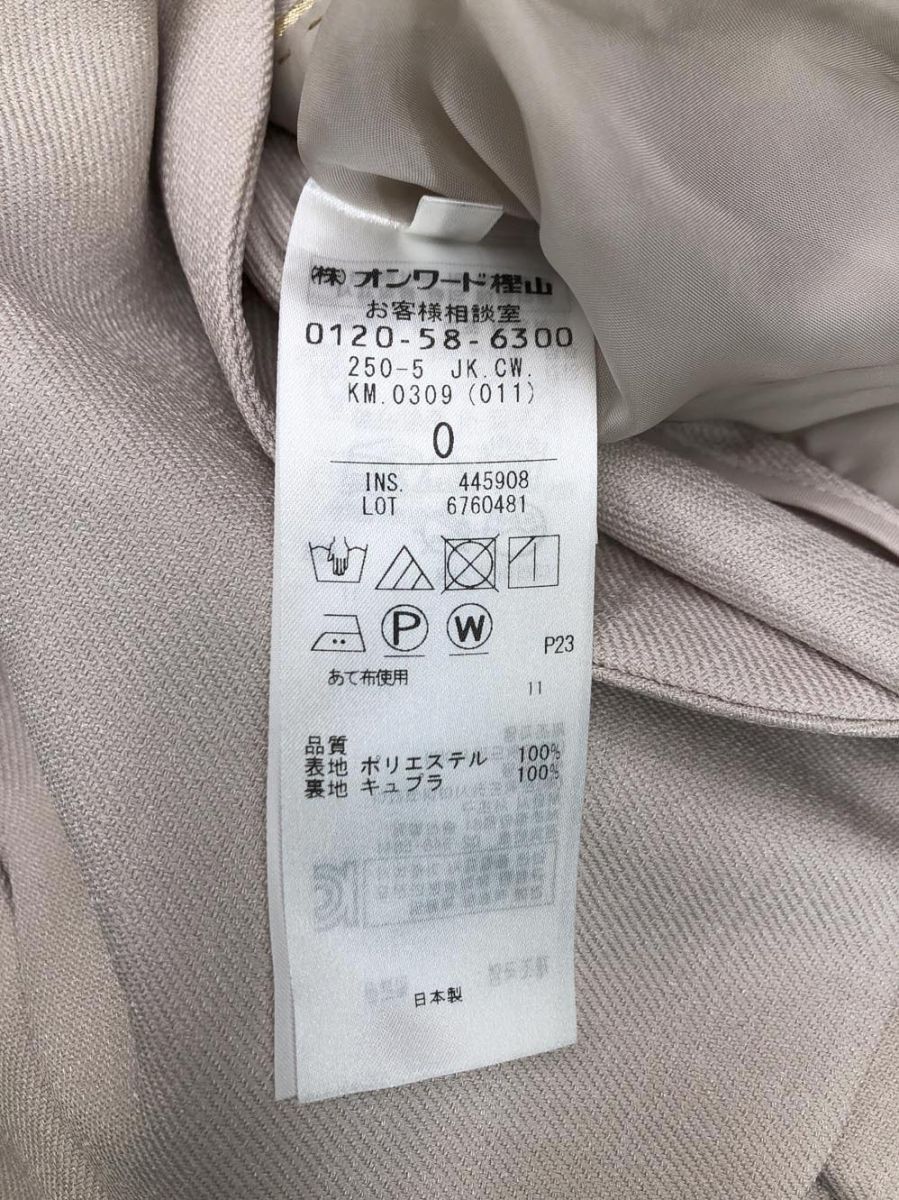 (株)オンワード樫山
お客様相談室
0120-58-6300
250-5 JK.CW.
KM.0309 (011)
0
INS. 445908
LOT 6760481
P W P23
あて布使用
11
品質
表地 ポリエステル 100%
裏地 キュプラ 100%
日本製